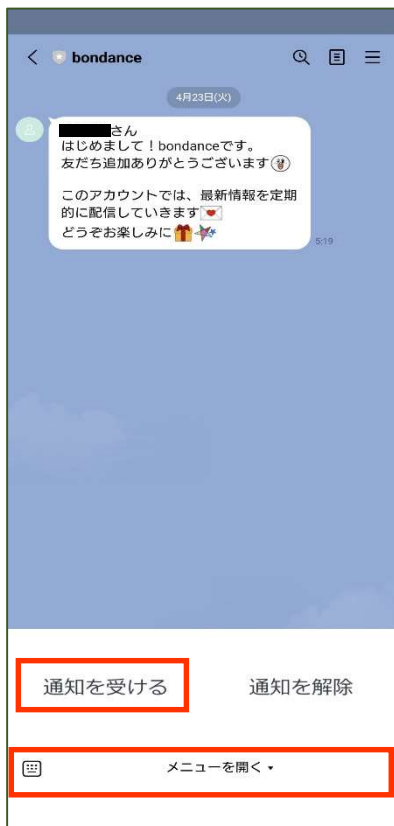 bondance
4月23日(火)
さん
はじめまして！bondanceです。
友だち追加ありがとうございます
このアカウントでは、最新情報を定期
的に配信していきます
どうぞお楽しみに
5:19
通知を受ける
通知を解除
メニューを開く▼